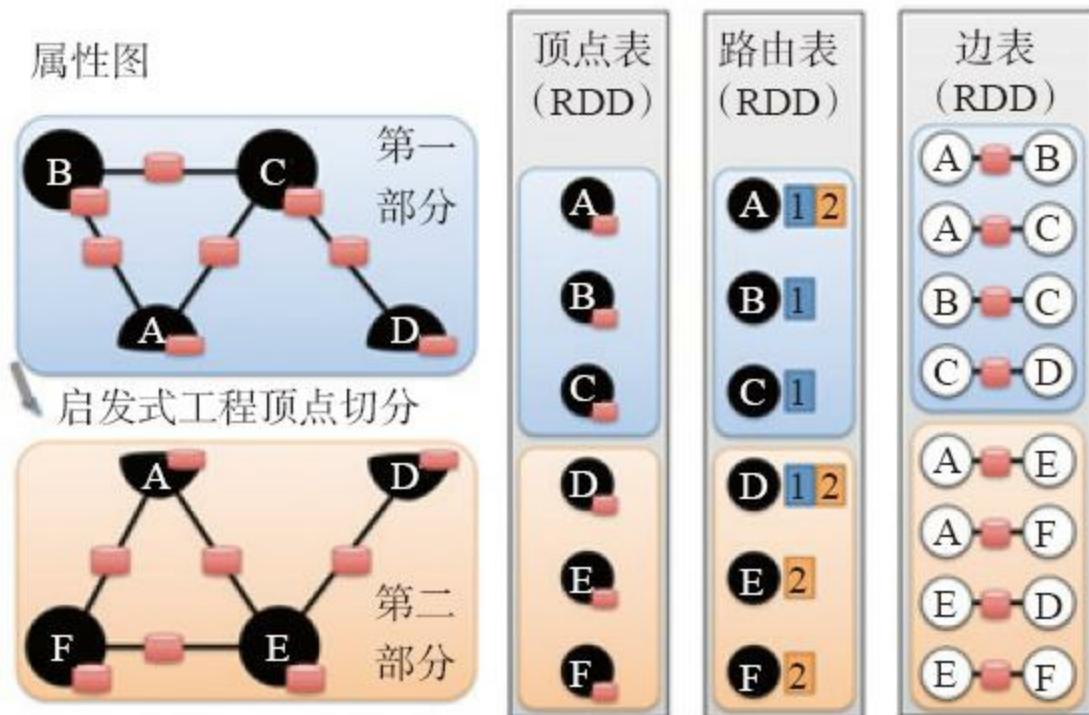 属性图
第一
部分
B
C
A
D
启发式工程顶点切分
A
D
第二
部分
F
E
顶点表
(RDD)
A
B
C
D
E
F
路由表
(RDD)
A 1 2
B 1
C 1
D 1 2
E 2
F 2
边表
(RDD)
A B
A C
B C
C D
A E
A F
E D
E F